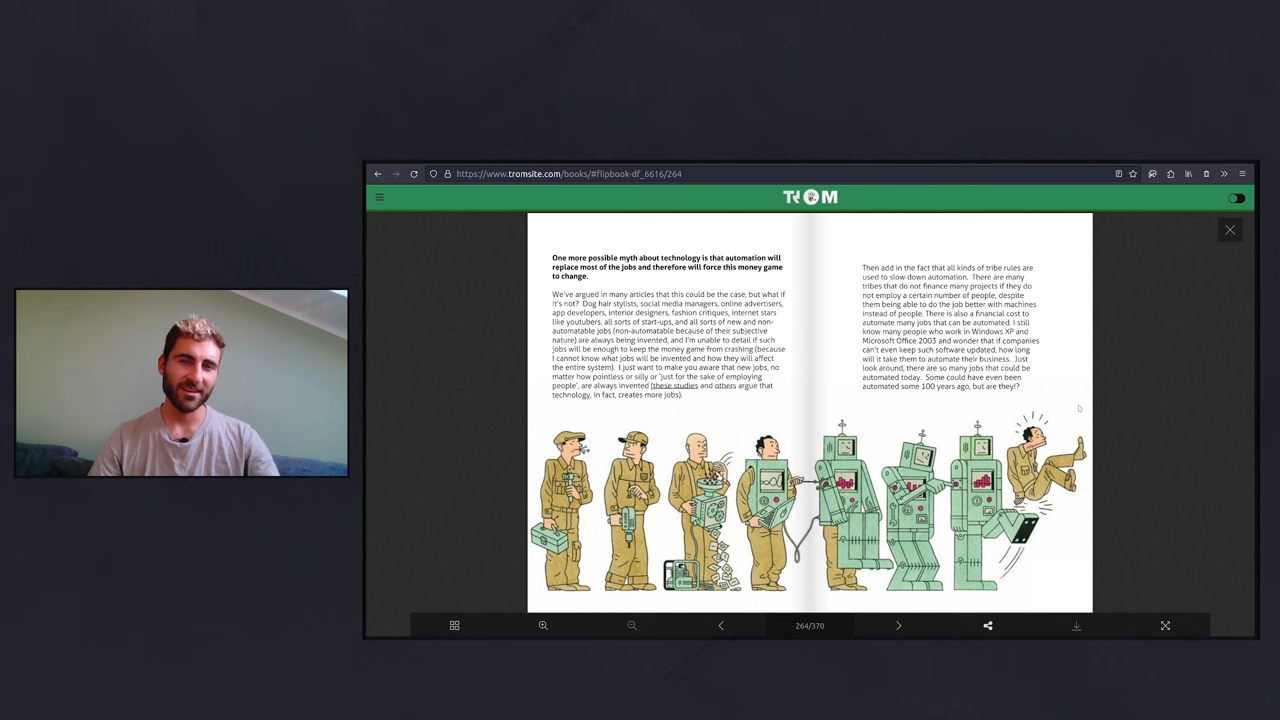 https://www.tromsite.com/books/#flipbook-df_6616/264
TROM
One more possible myth about technology is that automation will
replace most of the jobs and therefore will force this money game
to change.
We've argued in many articles that this could be the case, but what if
it's not?  Dog hair stylists, social media managers, online advertisers,
app developers, interior designers, fashion critiques, internet stars
like youtubers, all sorts of start-ups, and all sorts of new and non-
automatable jobs (non-automatable because of their subjective
nature) are always being invented, and I'm unable to detail if such
jobs will be enough to keep the money game from crashing (because
I cannot know what jobs will be invented and how they will affect
the entire system).  I just want to make you aware that new jobs, no
matter how pointless or silly or 'just for the sake of employing
people', are always invented (these studies and others argue that
technology, in fact, creates more jobs).
Then add in the fact that all kinds of tribe rules are
used to slow down automation.  There are many
tribes that do not finance many projects if they do
not employ a certain number of people, despite
them being able to do the job better with machines
instead of people. There is also a financial cost to
automate many jobs that can be automated. I still
know many people who work in Windows XP and
Microsoft Office 2003 and wonder that if companies
can't even keep such software updated, how long
will it take them to automate their business.  Just
look around, there are so many jobs that could be
automated today.  Some could have even been
automated some 100 years ago, but are they!?
264/370